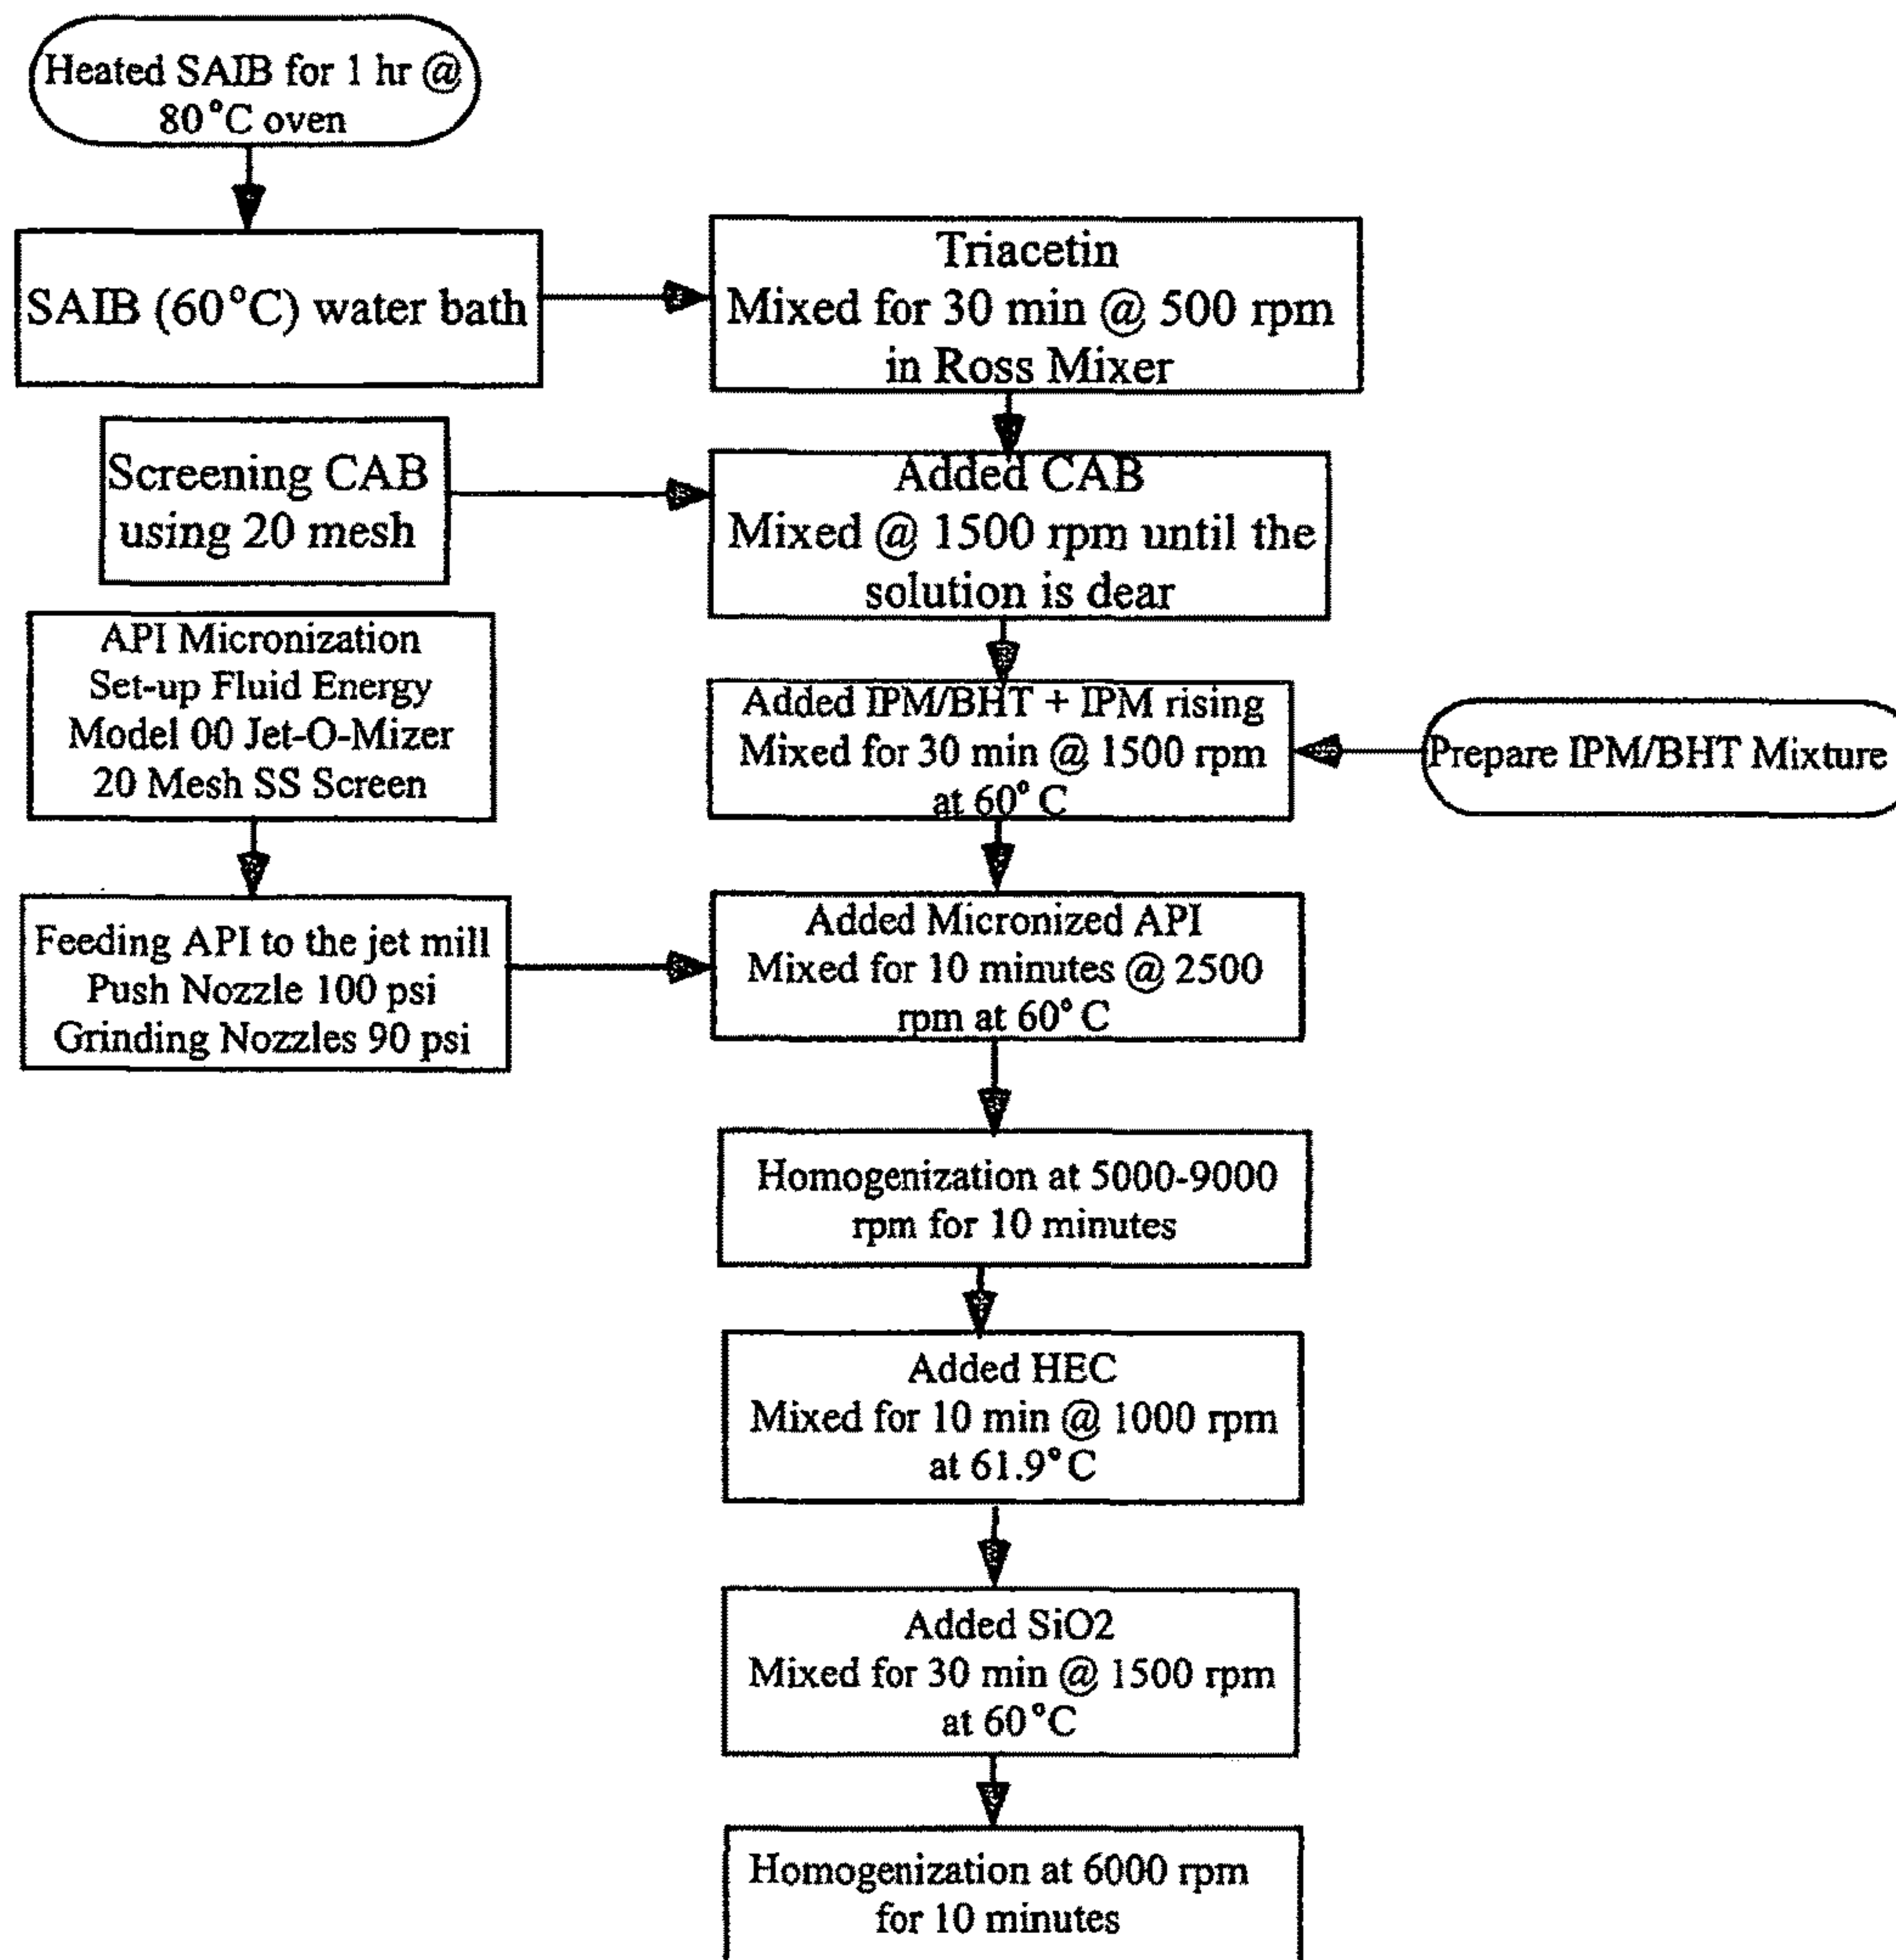 Heated SAIB for 1 hr @
80°C oven
SAIB (60°C) water bath
Triacetin
Mixed for 30 min @ 500 rpm
in Ross Mixer
Screening CAB
using 20 mesh
Added CAB
Mixed @ 1500 rpm until the
solution is dear
API Micronization
Set-up Fluid Energy
Model 00 Jet-O-Mizer
20 Mesh SS Screen
Added IPM/BHT + IPM rising
Mixed for 30 min @ 1500 rpm
at 60° C
Prepare IPM/BHT Mixture
Feeding API to the jet mill
Push Nozzle 100 psi
Grinding Nozzles 90 psi
Added Micronized API
Mixed for 10 minutes @ 2500
rpm at 60° C
Homogenization at 5000-9000
rpm for 10 minutes
Added HEC
Mixed for 10 min @ 1000 rpm
at 61.9°C
Added SiO2
Mixed for 30 min @ 1500 rpm
at 60°C
Homogenization at 6000 rpm
for 10 minutes